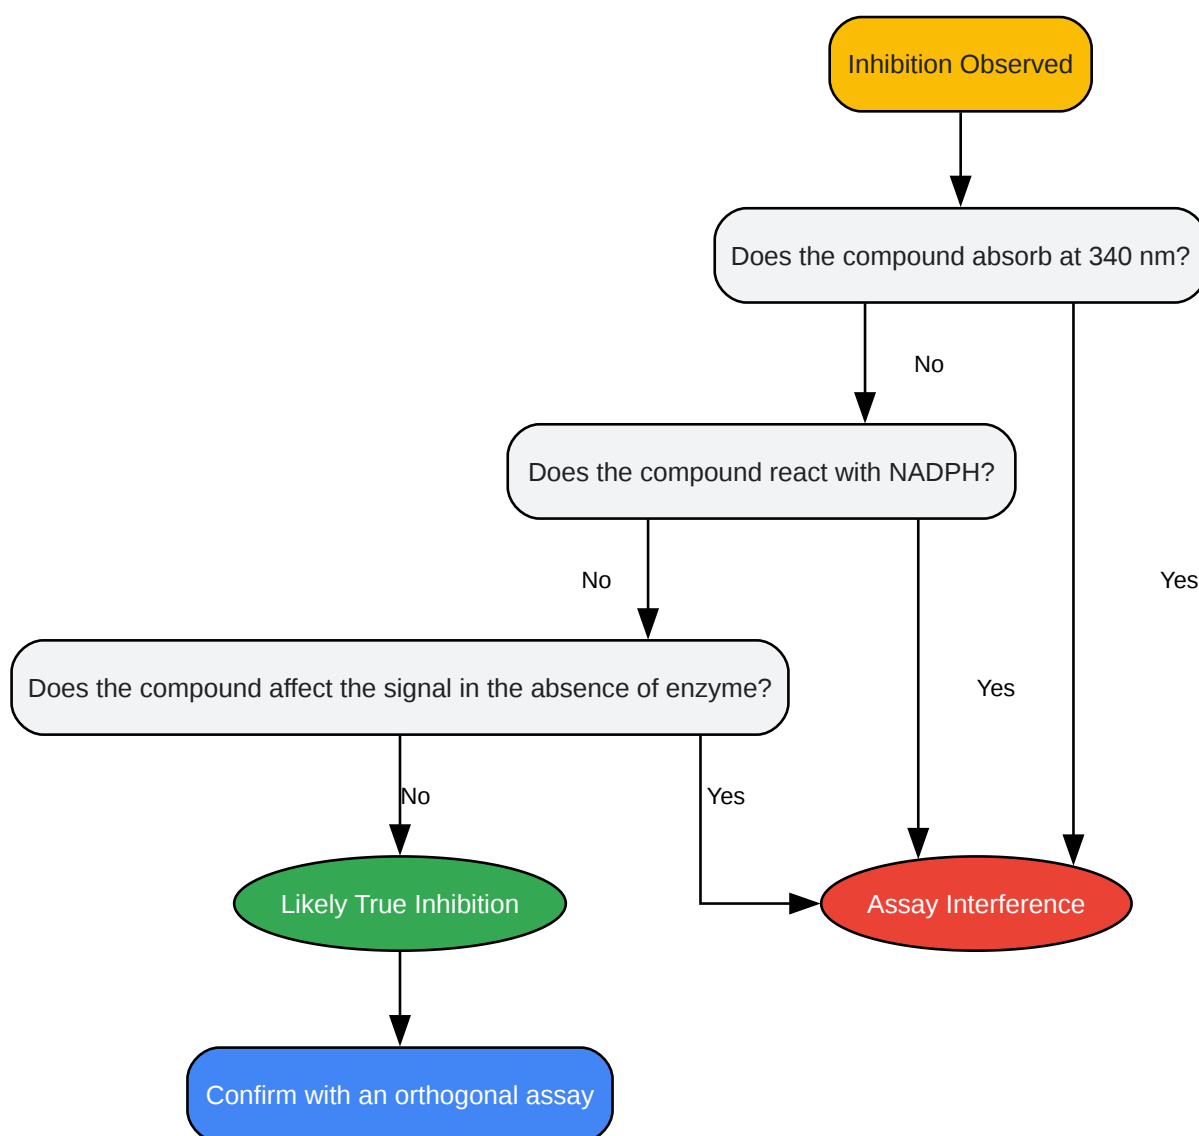 Inhibition Observed
Does the compound absorb at 340 nm?
No
Does the compound react with NADPH?
No
Yes
Does the compound affect the signal in the absence of enzyme?
Yes
No
Yes
Likely True Inhibition
Assay Interference
Confirm with an orthogonal assay